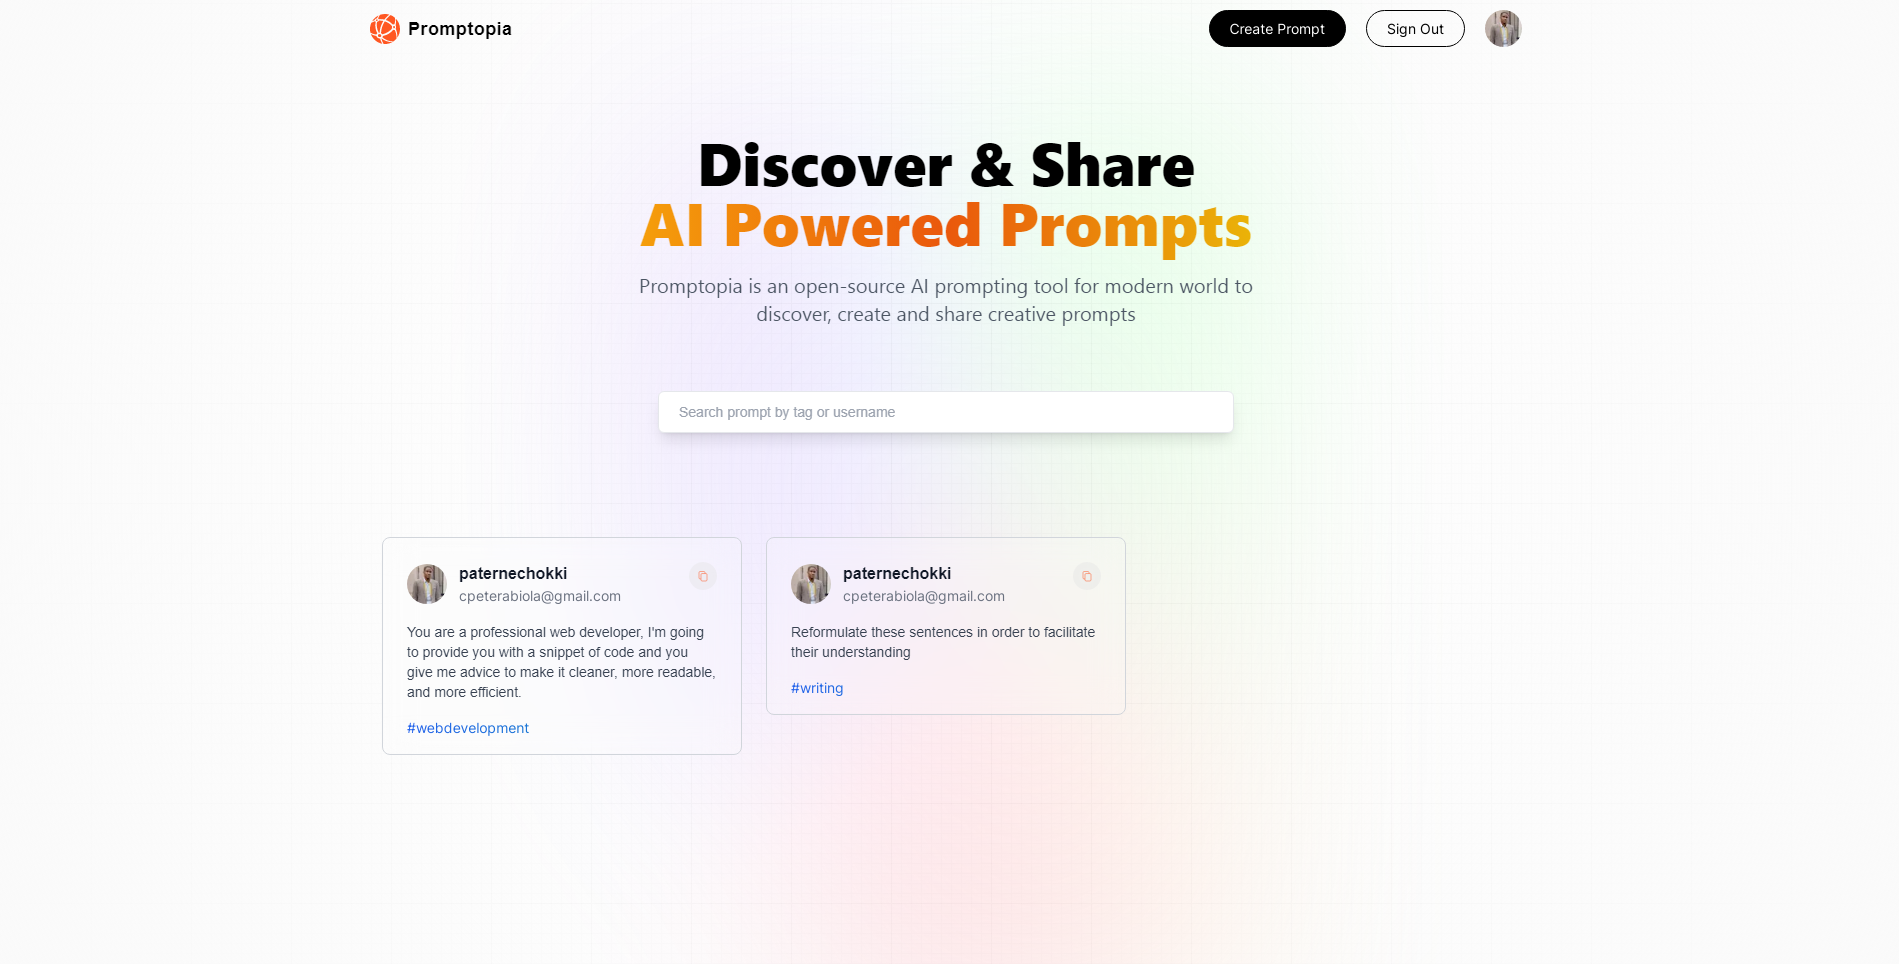 Promptopia
Create Prompt
Sign Out
Discover & Share
AI Powered Prompts
Promptopia is an open-source AI prompting tool for modern world to
discover, create and share creative prompts
Search prompt by tag or username
paternechokki
cpeterabiola@gmail.com
You are a professional web developer, I'm going
to provide you with a snippet of code and you
give me advice to make it cleaner, more readable,
and more efficient.
#webdevelopment
paternechokki
cpeterabiola@gmail.com
Reformulate these sentences in order to facilitate
their understanding
#writing